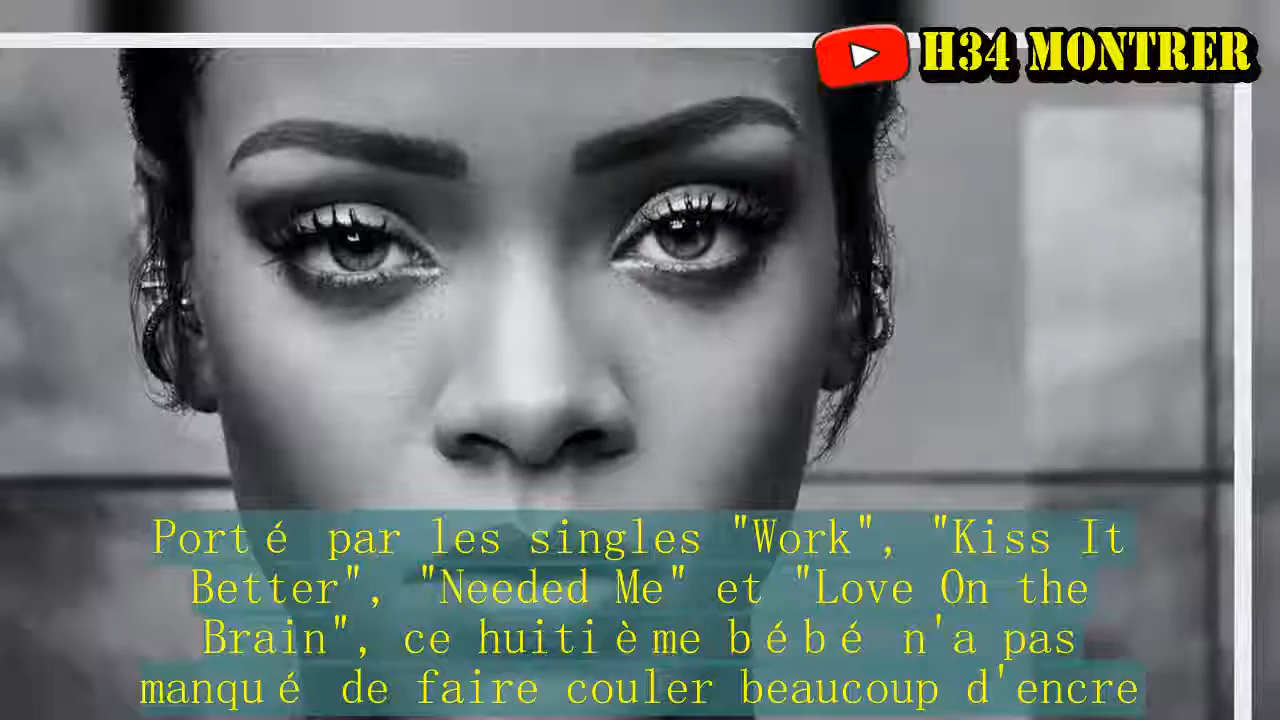 H34 MONTRER
Porté par les singles "Work", "Kiss It
Better", "Needed Me" et "Love On the
Brain", ce huitième bébé n'a pas
manqué de faire couler beaucoup d'encre